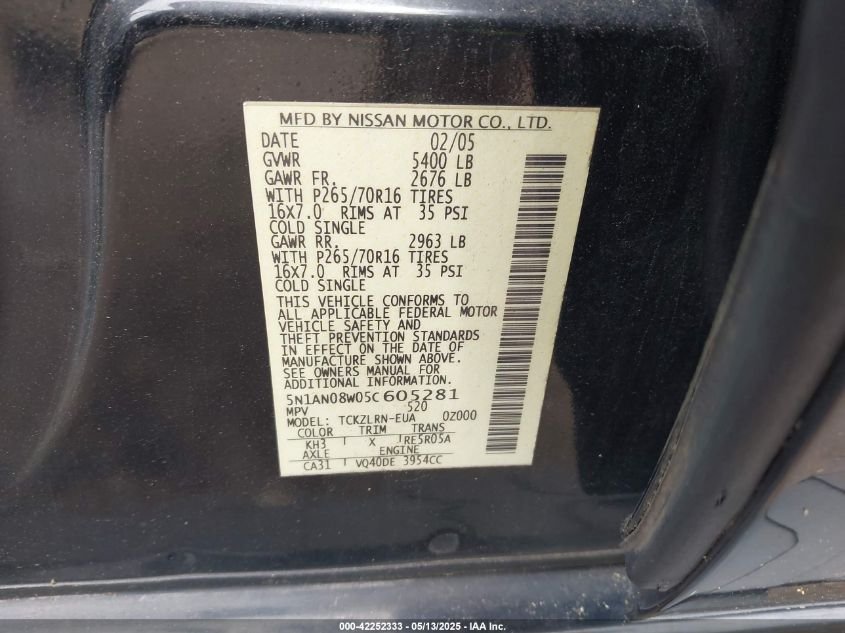 MFD BY NISSAN MOTOR CO., LTD.
DATE 02/05
GVWR 5400 LB
GAWR FR. 2676 LB
WITH P265/70R16 TIRES
16X7.0 RIMS AT 35 PSI
COLD SINGLE
GAWR RR. 2963 LB
WITH P265/70R16 TIRES
16X7.0 RIMS AT 35 PSI
COLD SINGLE
THIS VEHICLE CONFORMS TO
ALL APPLICABLE FEDERAL MOTOR
VEHICLE SAFETY AND
THEFT PREVENTION STANDARDS
IN EFFECT ON THE DATE OF
MANUFACTURE SHOWN ABOVE.
SEE OWNERS MANUAL FOR
ADDITIONAL INFORMATION.
5N1AN08W05C605281
MPV 520
MODEL: TCKZLRN-EUA 0Z000
COLOR TRIM TRANS
KH3 X RE5R05A
AXLE ENGINE
CA31 VQ40DE 3954CC
000-42252333 - 05/13/2025 - IAA Inc.